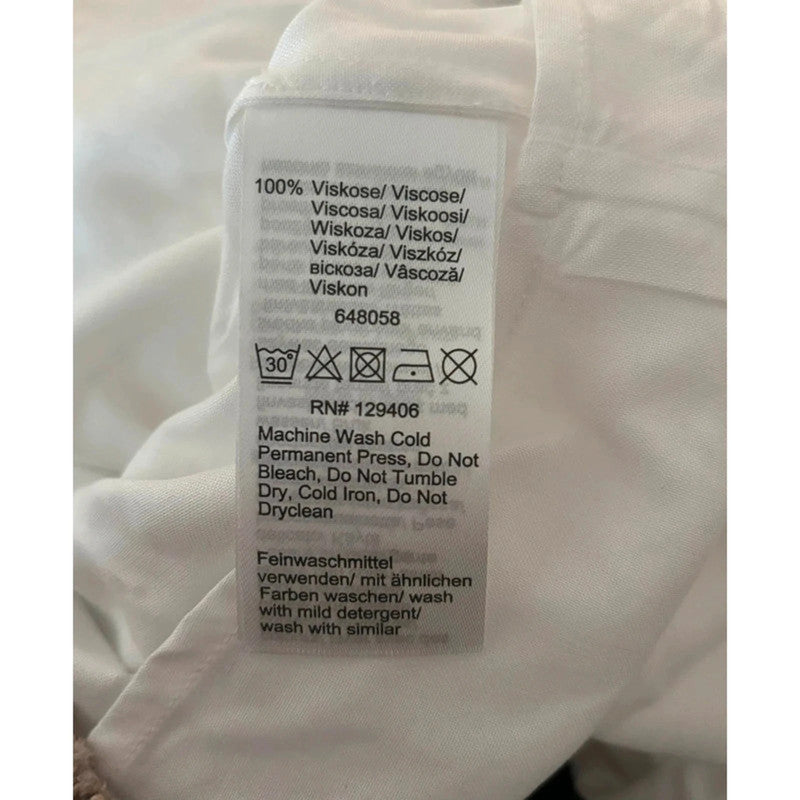 100% Viskose/ Viscose/
Viscosa/ Viskoosi/
Wiskoza/ Viskos/
Viskóza/ Viszkóz/
віскоза/ Vâscoză/
Viskon
648058
30°
RN# 129406
Machine Wash Cold
Permanent Press, Do Not
Bleach, Do Not Tumble
Dry, Cold Iron, Do Not
Dryclean
Feinwaschmittel
verwenden/ mit ähnlichen
Farben waschen/ wash
with mild detergent/
wash with similar